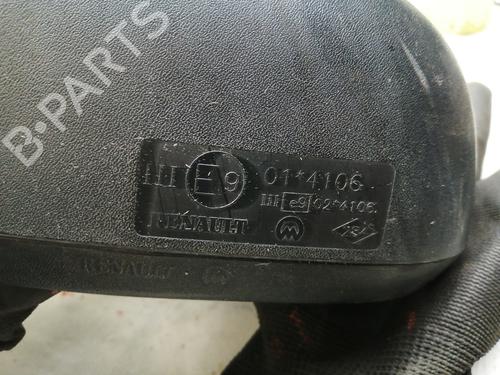 B-PARTS
III E9 01*4106
III e9 02*4106
RENAULT
RENAULT